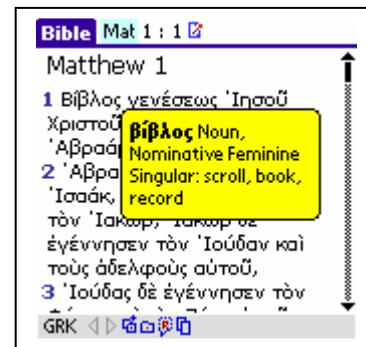 Bible Mat 1 : 1
Matthew 1
1 Βίβλος γενέσεως Ἰησοῦ
Χριστοῦ
βίβλος Noun,
Nominative Feminine
Singular: scroll, book,
record
Ἀβραά
2 Ἀβρα
Ἰσαάκ,
τὸν Ἰακώβ, Ἰακὼβ δὲ
ἐγέννησεν τὸν Ἰούδαν καὶ
τοὺς ἀδελφοὺς αὐτοῦ,
3 Ἰούδας δὲ ἐγέννησεν τὸν
GRK